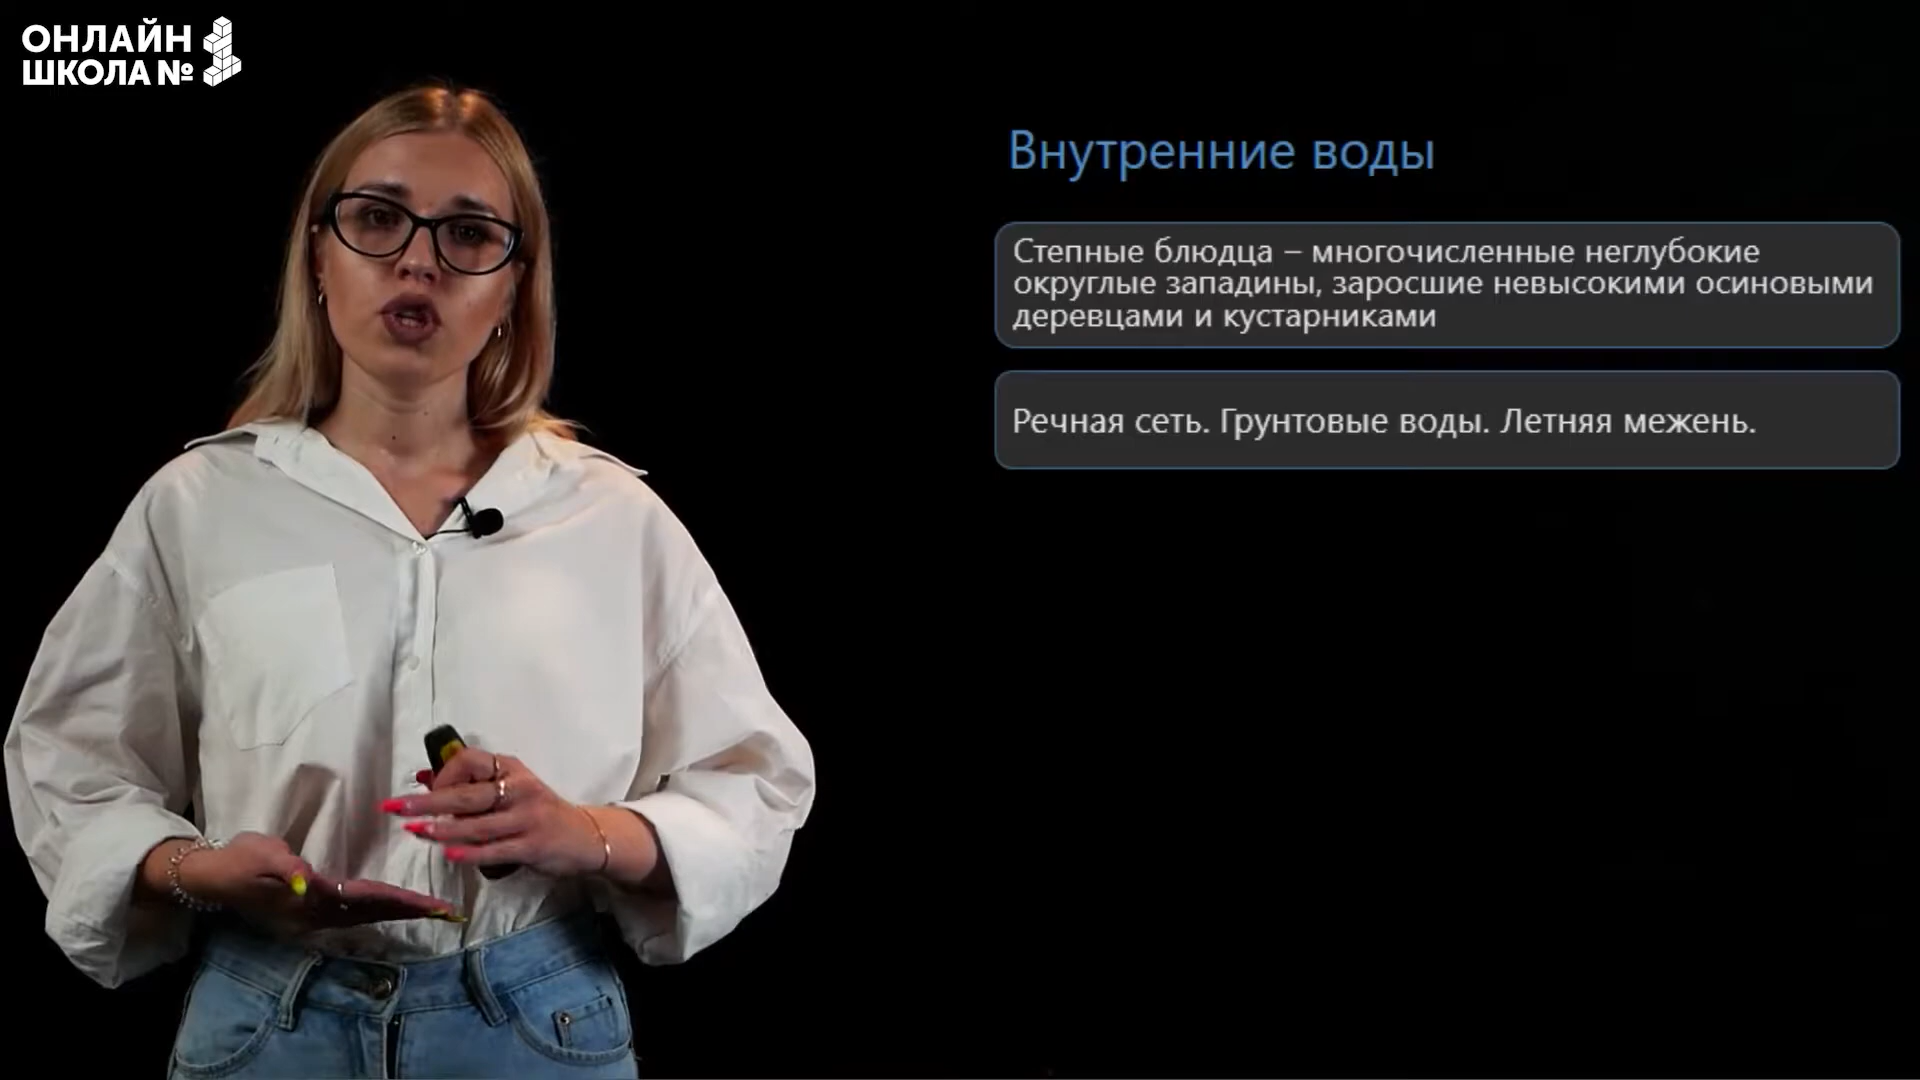 ОНЛАЙН
ШКОЛА №
Внутренние воды
Степные блюдца – многочисленные неглубокие
округлые западины, заросшие невысокими осиновыми
деревцами и кустарниками
Речная сеть. Грунтовые воды. Летняя межень.